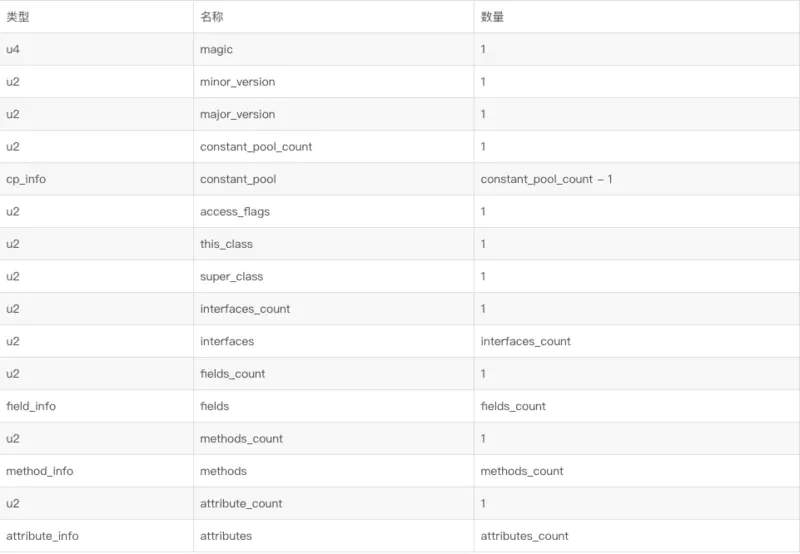 类型 名称 数量
u4 magic 1
u2 minor_version 1
u2 major_version 1
u2 constant_pool_count 1
cp_info constant_pool constant_pool_count - 1
u2 access_flags 1
u2 this_class 1
u2 super_class 1
u2 interfaces_count 1
u2 interfaces interfaces_count
u2 fields_count 1
field_info fields fields_count
u2 methods_count 1
method_info methods methods_count
u2 attribute_count 1
attribute_info attributes attributes_count